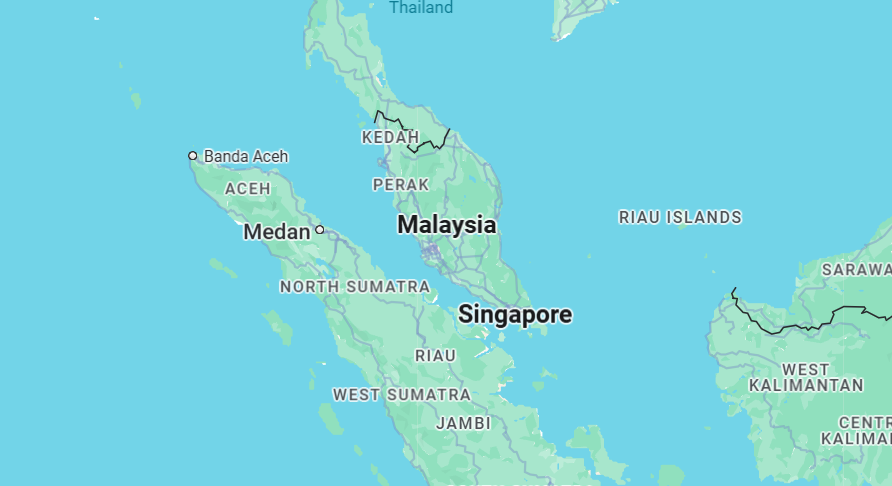 Thailand
KEDAH
Banda Aceh
PERAK
ACEH
RIAU ISLANDS
Malaysia
Medan
SARAWA
NORTH SUMATRA
Singapore
RIAU
WEST
KALIMANTAN
WEST SUMATRA
JAMBI
CENTR
KALIMAN